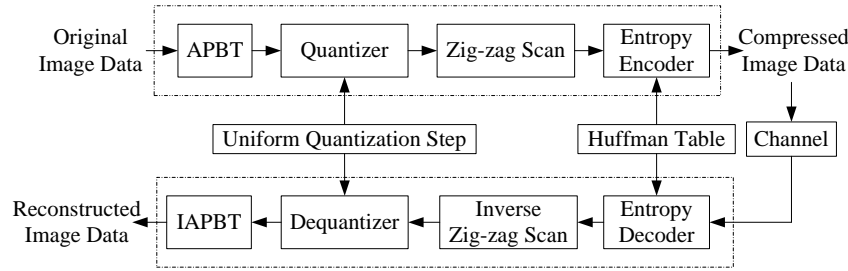 Original
Image Data
APBT
Quantizer
Zig-zag Scan
Entropy
Encoder
Compressed
Image Data
Uniform Quantization Step
Huffman Table
Channel
Reconstructed
Image Data
IAPBT
Dequantizer
Inverse
Zig-zag Scan
Entropy
Decoder